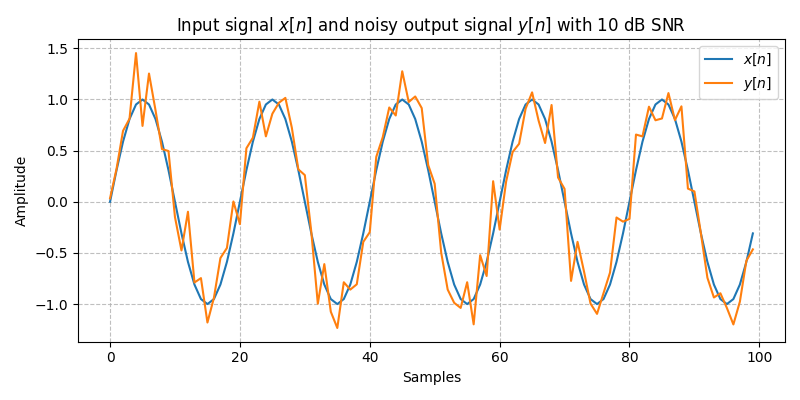 Input signal x[n] and noisy output signal y[n] with 10 dB SNR
x[n]
y[n]
Amplitude
1.5
1.0
0.5
0.0
−0.5
−1.0
0 20 40 60 80 100
Samples